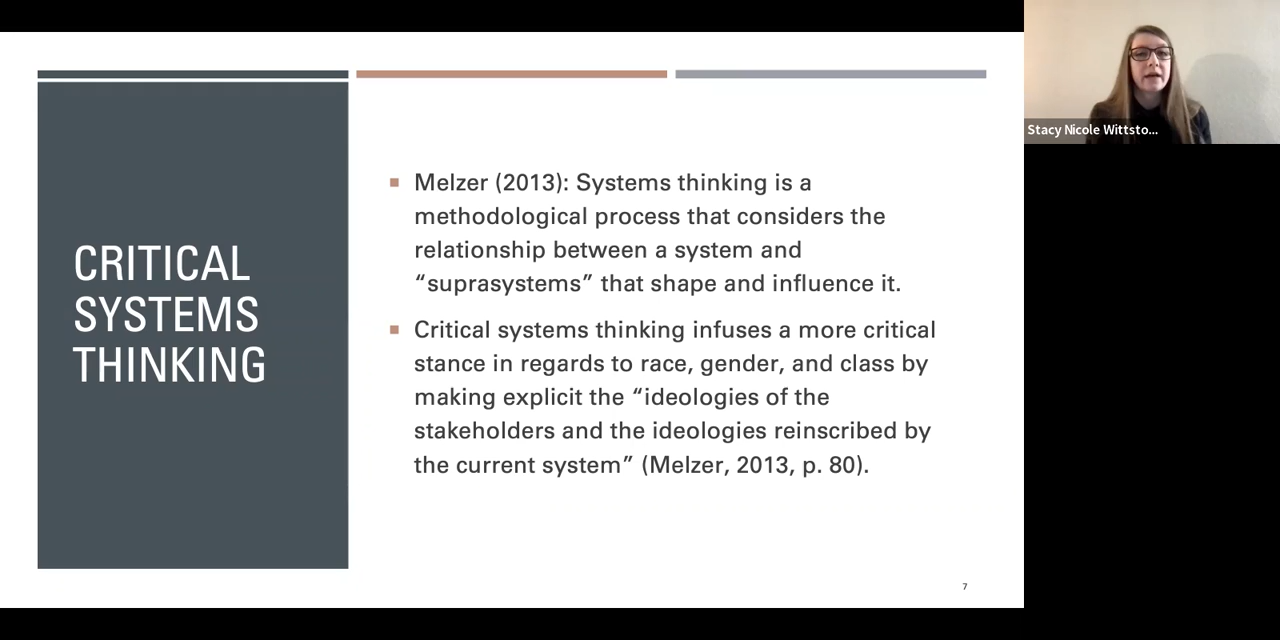 CRITICAL
SYSTEMS
THINKING
Melzer (2013): Systems thinking is a
methodological process that considers the
relationship between a system and
“suprasystems” that shape and influence it.
Critical systems thinking infuses a more critical
stance in regards to race, gender, and class by
making explicit the “ideologies of the
stakeholders and the ideologies reinscribed by
the current system” (Melzer, 2013, p. 80).
7
Stacy Nicole Wittsto...